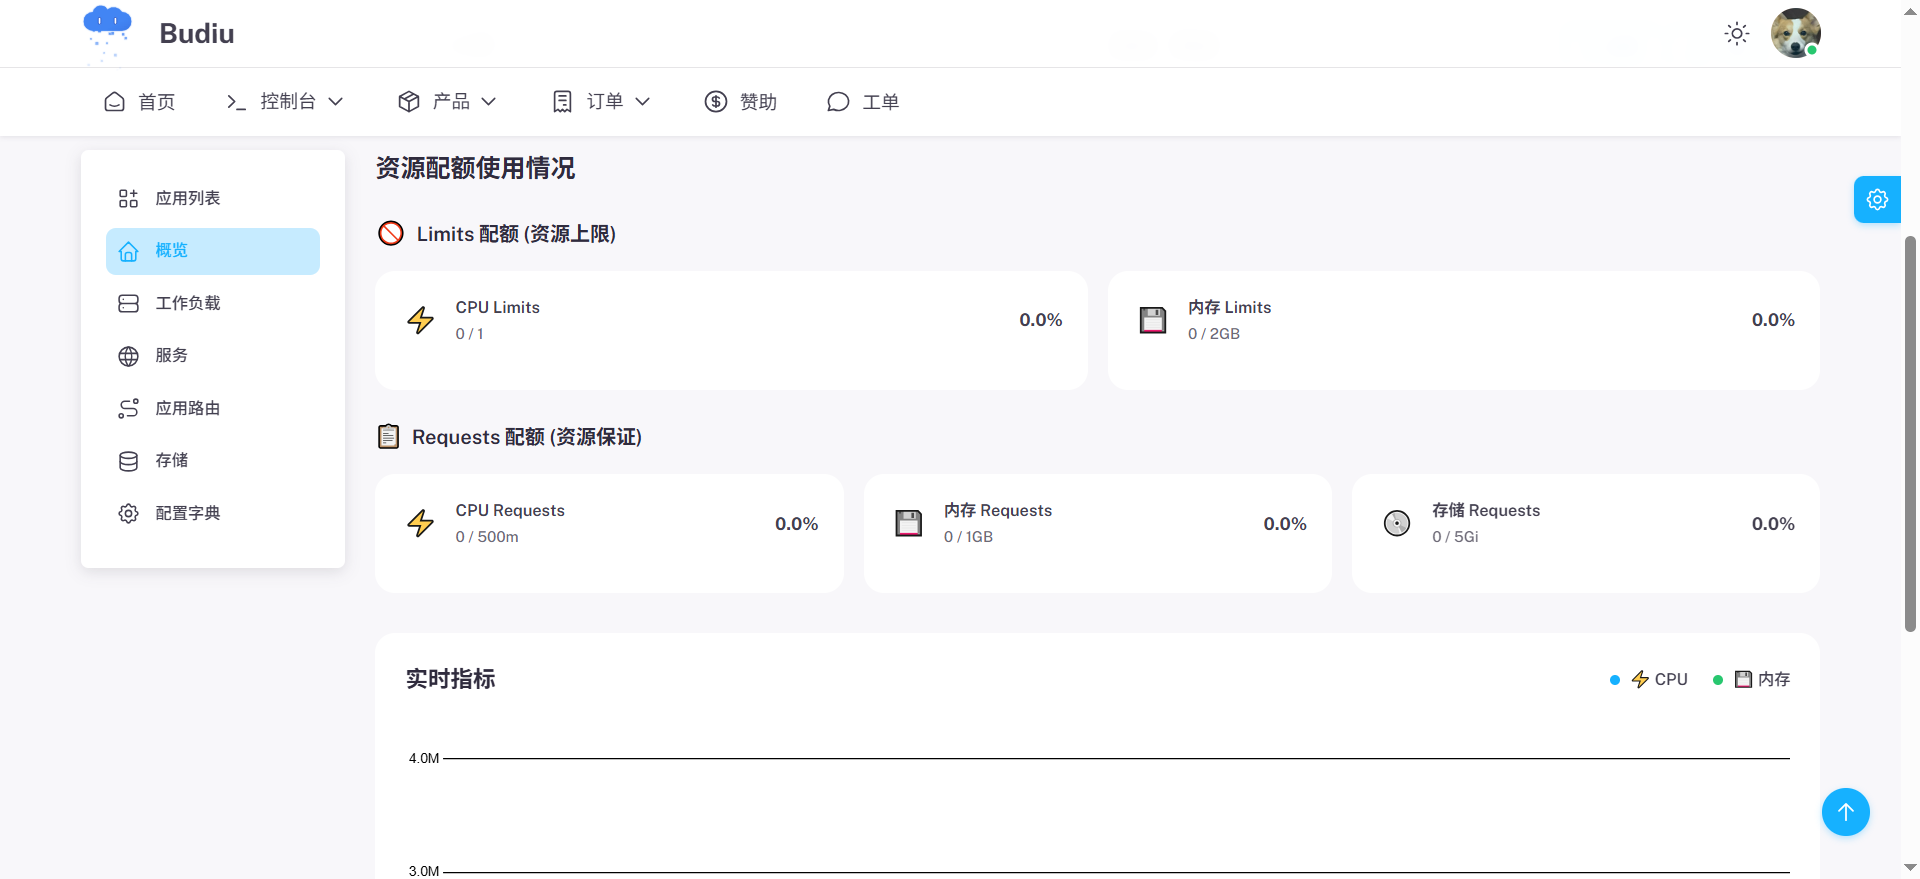 Budiu
首页
控制台
产品
订单
赞助
工单
应用列表
概览
工作负载
服务
应用路由
存储
配置字典
资源配额使用情况
Limits 配额 (资源上限)
CPU Limits
0 / 1
0.0%
内存 Limits
0 / 2GB
0.0%
Requests 配额 (资源保证)
CPU Requests
0 / 500m
0.0%
内存 Requests
0 / 1GB
0.0%
存储 Requests
0 / 5Gi
0.0%
实时指标
CPU
内存
4.0M
3.0M